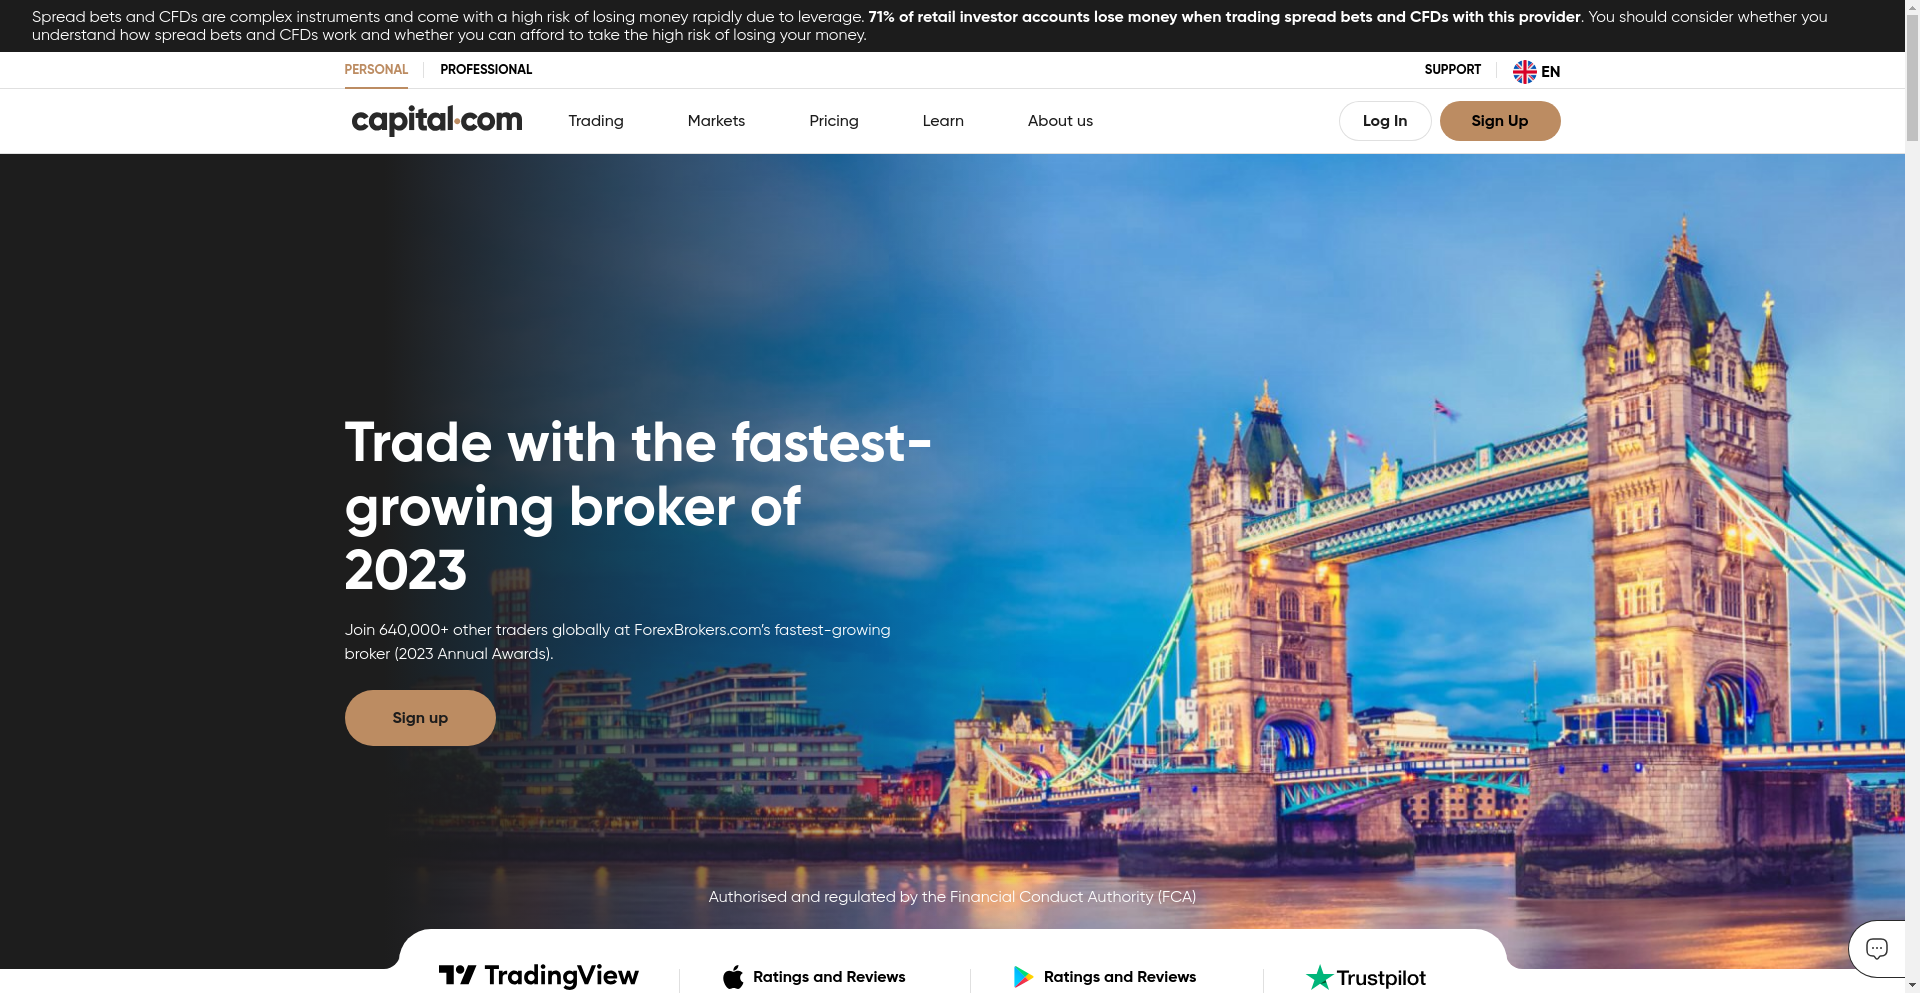 Spread bets and CFDs are complex instruments and come with a high risk of losing money rapidly due to leverage. 71% of retail investor accounts lose money when trading spread bets and CFDs with this provider. You should consider whether you
understand how spread bets and CFDs work and whether you can afford to take the high risk of losing your money.
PERSONAL PROFESSIONAL SUPPORT EN
capital.com Trading Markets Pricing Learn About us Log In Sign Up
Trade with the fastest-
growing broker of
2023
Join 640,000+ other traders globally at ForexBrokers.com’s fastest-growing
broker (2023 Annual Awards).
Sign up
Authorised and regulated by the Financial Conduct Authority (FCA)
TradingView Ratings and Reviews Ratings and Reviews Trustpilot